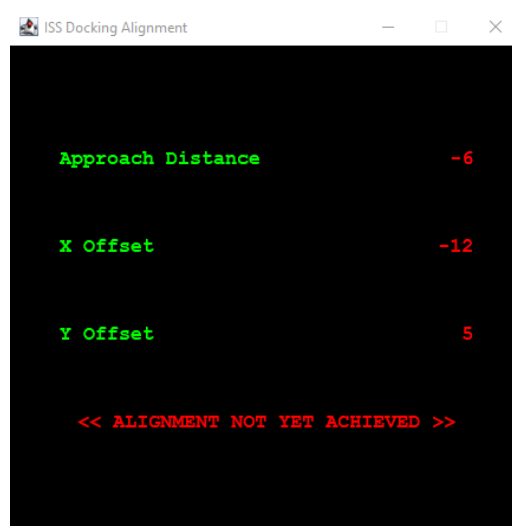 ISS Docking Alignment
Approach Distance -6
X Offset -12
Y Offset 5
<< ALIGNMENT NOT YET ACHIEVED >>